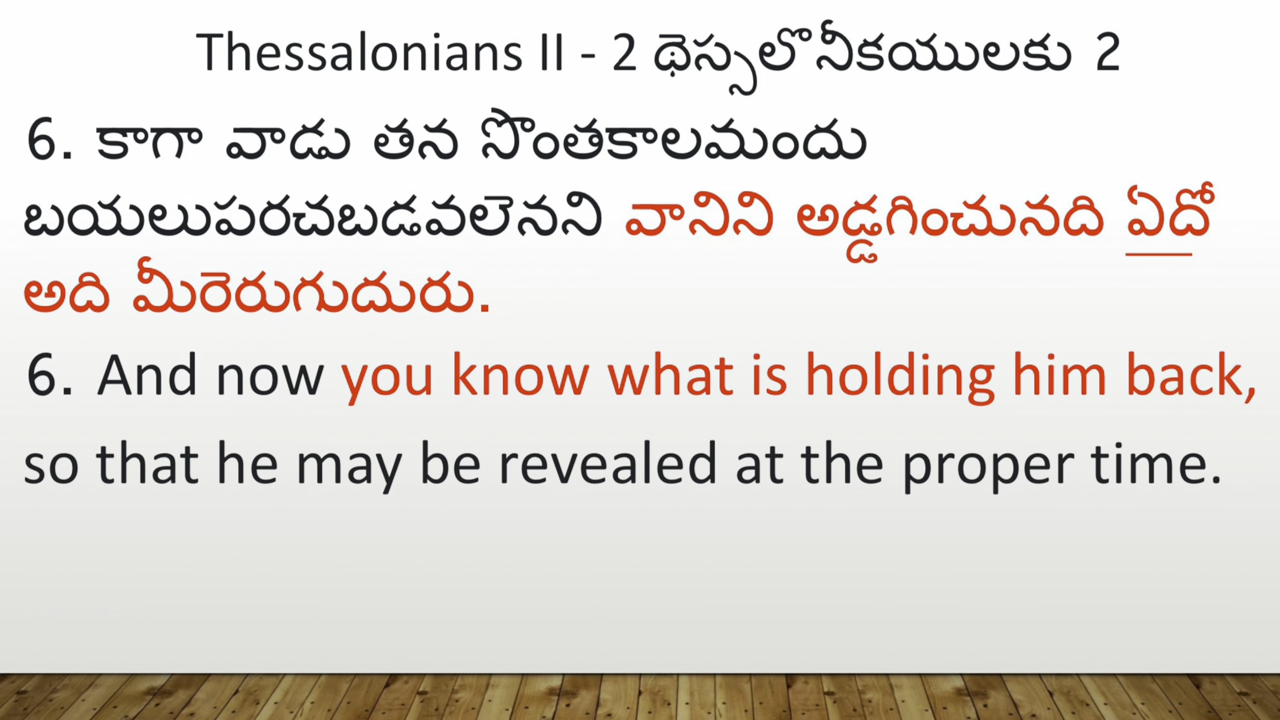 Thessalonians II - 2 థెస్సలొనీకయులకు 2
6. కాగా వాడు తన సొంతకాలమందు
బయలుపరచబడవలెనని వానిని అడ్డగించునది ఏదో
అది మీరెరుగుదురు.
6. And now you know what is holding him back,
so that he may be revealed at the proper time.